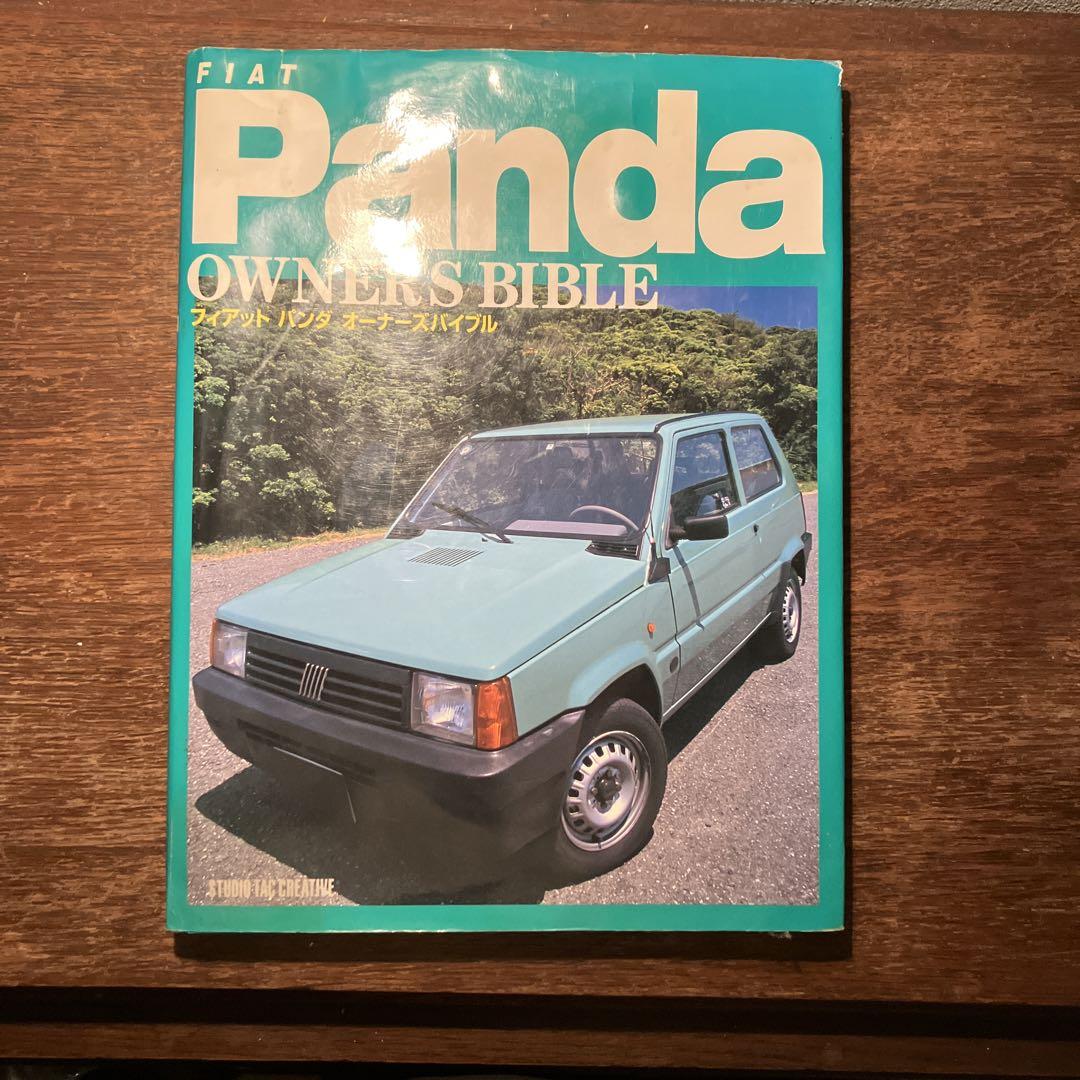 FIAT
Panda
OWNERS BIBLE
フィアット パンダ オーナーズバイブル
STUDIO TAC CREATIVE